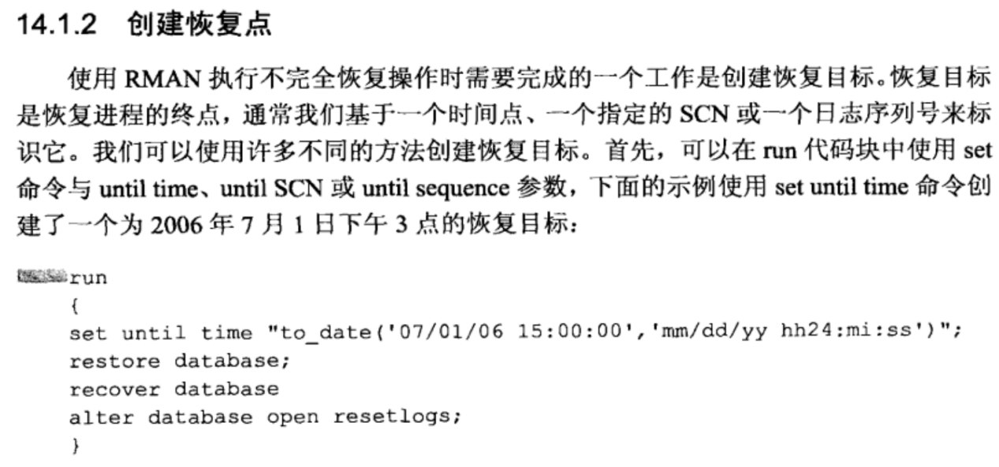 14.1.2 创建恢复点
使用 RMAN 执行不完全恢复操作时需要完成的一个工作是创建恢复目标。恢复目标
是恢复进程的终点，通常我们基于一个时间点、一个指定的 SCN 或一个日志序列号来标
识它。我们可以使用许多不同的方法创建恢复目标。首先，可以在 run 代码块中使用 set
命令与 until time、until SCN 或 until sequence 参数，下面的示例使用 set until time 命令创
建了一个为 2006 年 7 月 1 日下午 3 点的恢复目标：
run
{
set until time "to_date('07/01/06 15:00:00','mm/dd/yy hh24:mi:ss')";
restore database;
recover database
alter database open resetlogs;
}